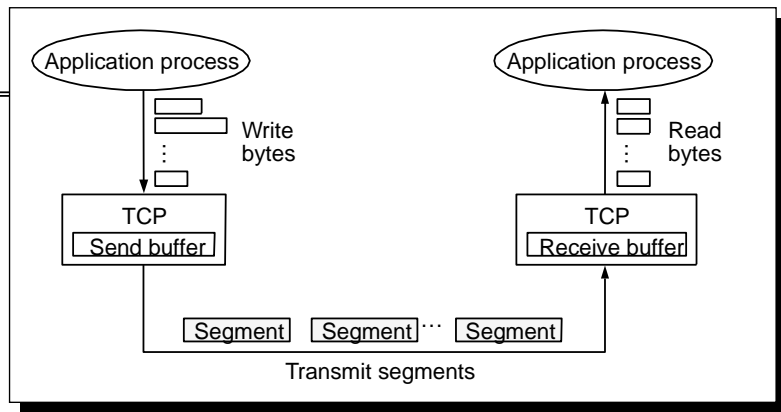 Application process
Application process
Write
bytes
⋮
Read
bytes
⋮
TCP
Send buffer
TCP
Receive buffer
Segment
Segment
...
Segment
Transmit segments